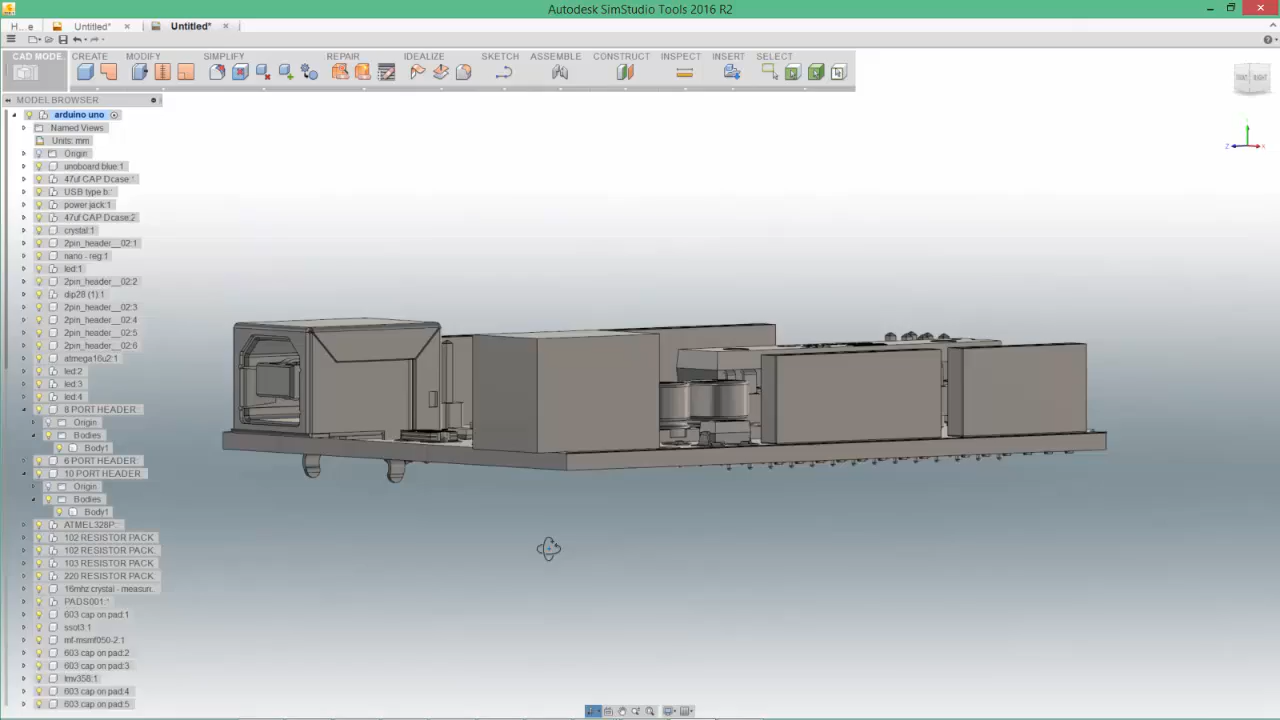 Autodesk SimStudio Tools 2016 R2
H... e
Untitled*
Untitled*
CAD MODE
CREATE
MODIFY
SIMPLIFY
REPAIR
IDEALIZE
SKETCH
ASSEMBLE
CONSTRUCT
INSPECT
INSERT
SELECT
MODEL BROWSER
RIGHT
arduino uno
Named Views
Units: mm
Origin
unoboard blue:1
47uf CAP Dcase:
USB type b:
power jack:1
47uf CAP Dcase:2
crystal:1
2pin_header__02:1
nano - reg:1
led:1
2pin_header__02:2
dip28 (1):1
2pin_header__02:3
2pin_header__02:4
2pin_header__02:5
2pin_header__02:6
atmega16u2:1
led:2
led:3
led:4
8 PORT HEADER:
Origin
Bodies
Body1
6 PORT HEADER:
10 PORT HEADER:
Origin
Bodies
Body1
ATMEL328P:
102 RESISTOR PACK
102 RESISTOR PACK
103 RESISTOR PACK
220 RESISTOR PACK
16mhz crystal - measur..
PADS001:
603 cap on pad:1
ssot3:1
mf-msmf050-2:1
603 cap on pad:2
603 cap on pad:3
lmv358:1
603 cap on pad:4
603 cap on pad:5
Z
X